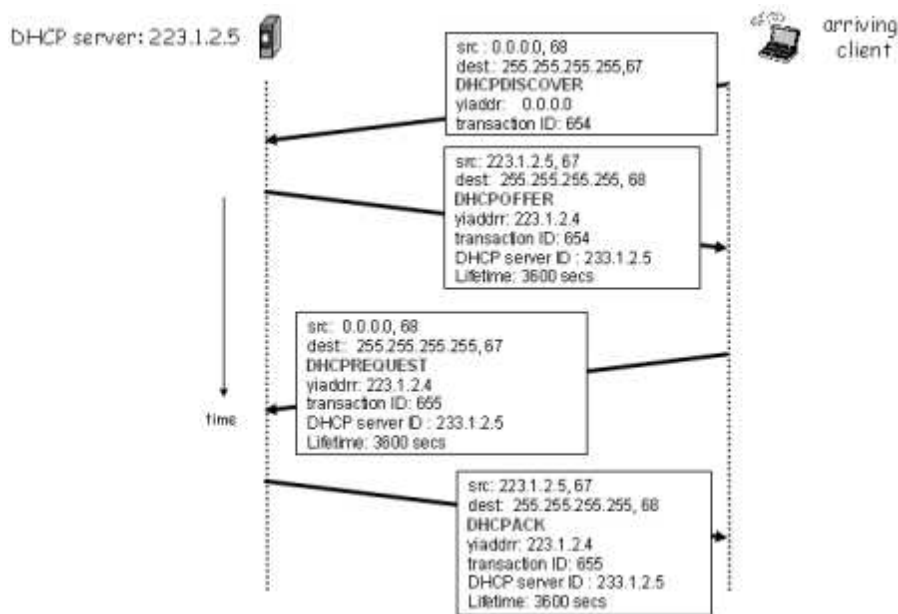 DHCP server: 223.1.2.5
arriving
client
src : 0.0.0.0, 68
dest.: 255.255.255.255,67
DHCPDISCOVER
yiaddr: 0.0.0.0
transaction ID: 654
src: 223.1.2.5, 67
dest: 255.255.255.255, 68
DHCPOFFER
yiaddrr: 223.1.2.4
transaction ID: 654
DHCP server ID : 233.1.2.5
Lifetime: 3600 secs
src: 0.0.0.0, 68
dest:: 255.255.255.255, 67
DHCPREQUEST
yiaddrr: 223.1.2.4
transaction ID: 655
DHCP server ID : 233.1.2.5
Lifetime: 3600 secs
time
src: 223.1.2.5, 67
dest: 255.255.255.255, 68
DHCPACK
yiaddrr: 223.1.2.4
transaction ID: 655
DHCP server ID : 233.1.2.5
Lifetime: 3600 secs